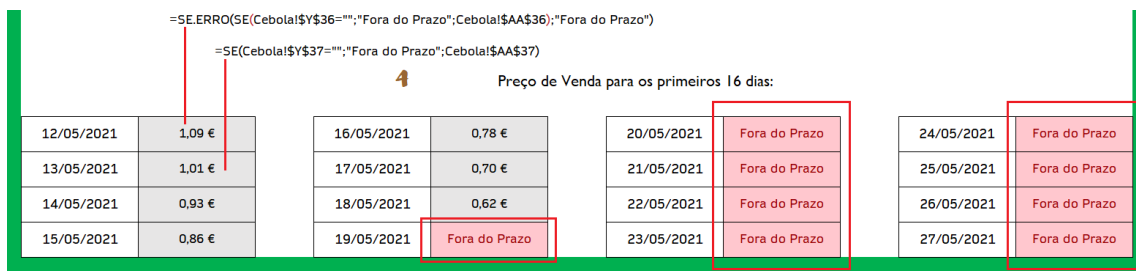 =SE.ERRO(SE(Cebola!$Y$36="";"Fora do Prazo";Cebola!$AA$36);"Fora do Prazo")
=SE(Cebola!$Y$37="";"Fora do Prazo";Cebola!$AA$37)
Preço de Venda para os primeiros 16 dias:
12/05/2021 1,09 € 16/05/2021 0,78 € 20/05/2021 Fora do Prazo 24/05/2021 Fora do Prazo
13/05/2021 1,01 € 17/05/2021 0,70 € 21/05/2021 Fora do Prazo 25/05/2021 Fora do Prazo
14/05/2021 0,93 € 18/05/2021 0,62 € 22/05/2021 Fora do Prazo 26/05/2021 Fora do Prazo
15/05/2021 0,86 € 19/05/2021 Fora do Prazo 23/05/2021 Fora do Prazo 27/05/2021 Fora do Prazo